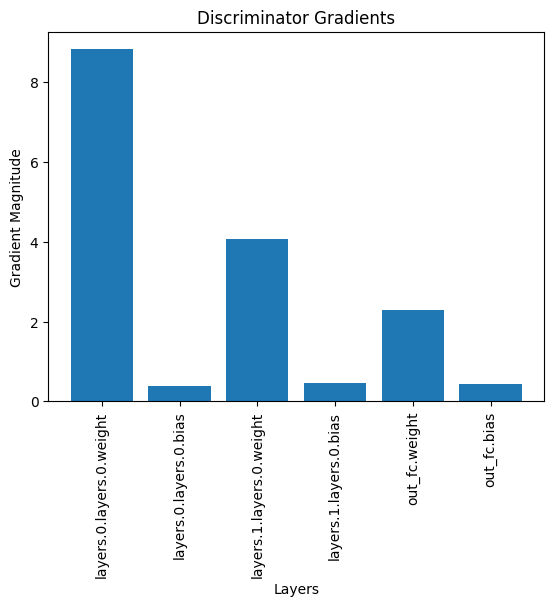 Discriminator Gradients
Gradient Magnitude
8
6
4
2
0
layers.0.layers.0.weight
layers.0.layers.0.bias
layers.1.layers.0.weight
layers.1.layers.0.bias
out_fc.weight
out_fc.bias
Layers